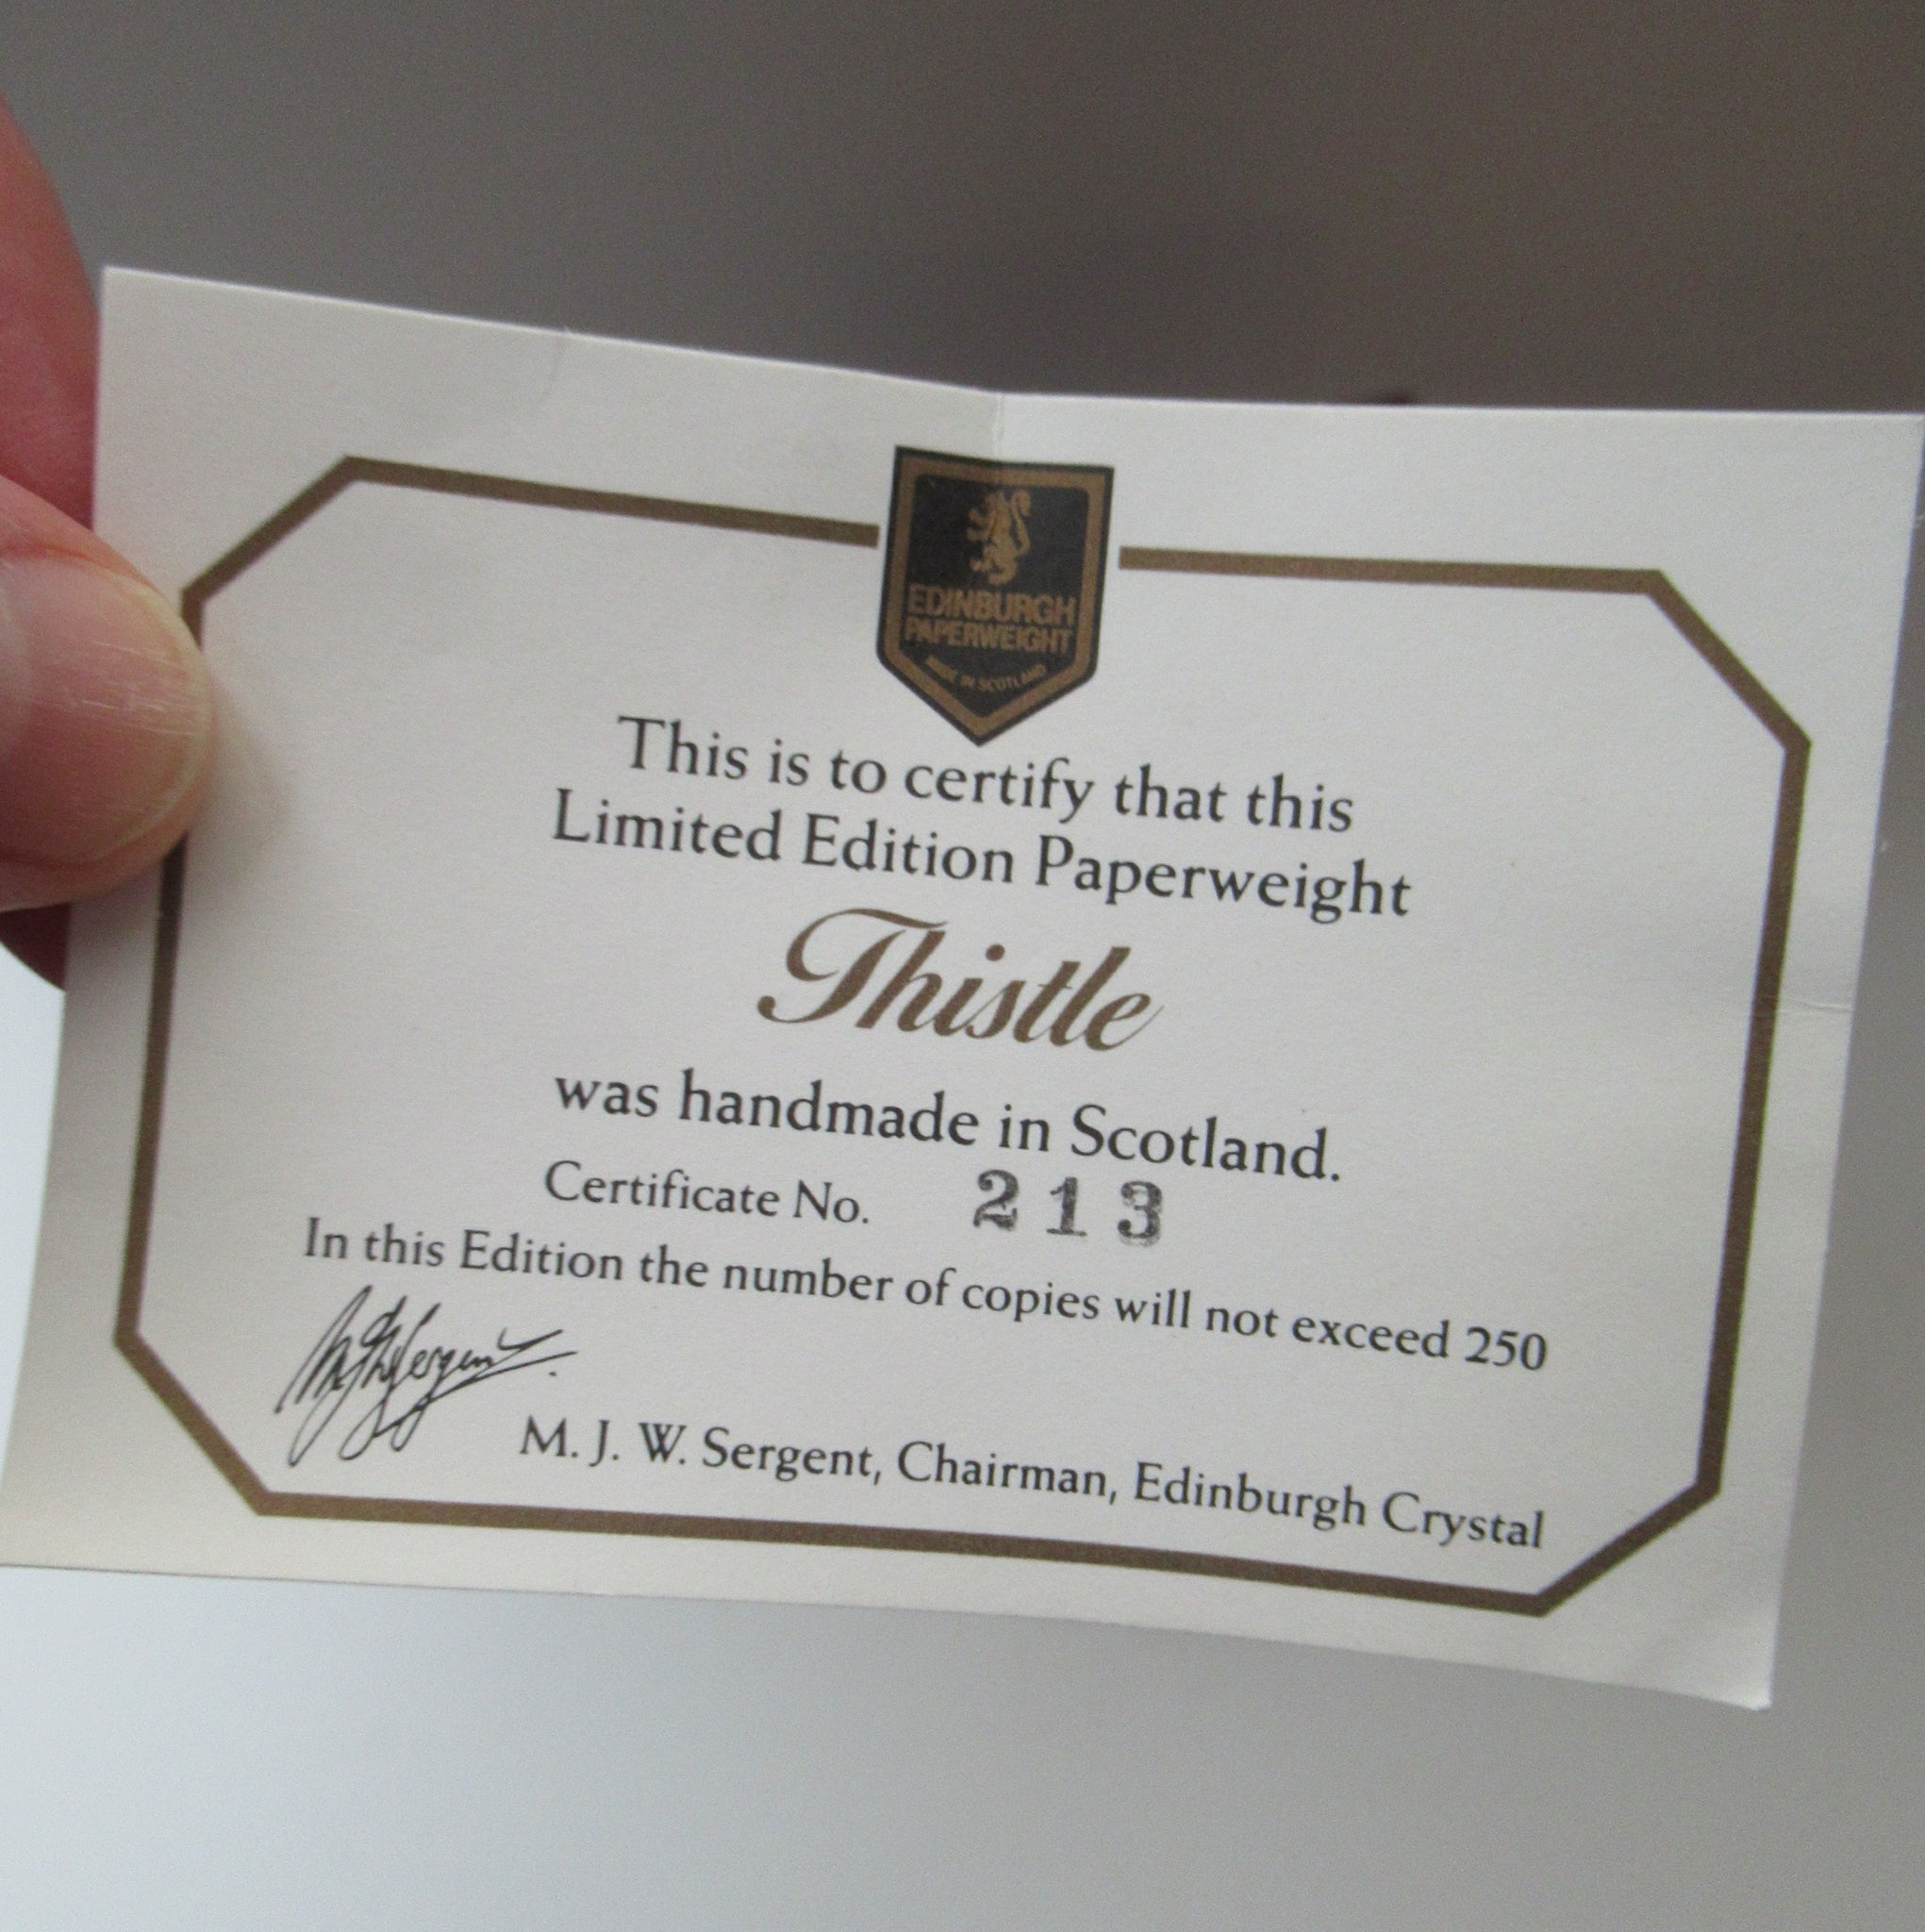 EDINBURGH
PAPERWEIGHT
MADE IN SCOTLAND
This is to certify that this
Limited Edition Paperweight
Thistle
was handmade in Scotland.
Certificate No. 213
In this Edition the number of copies will not exceed 250
M. J. W. Sergent, Chairman, Edinburgh Crystal